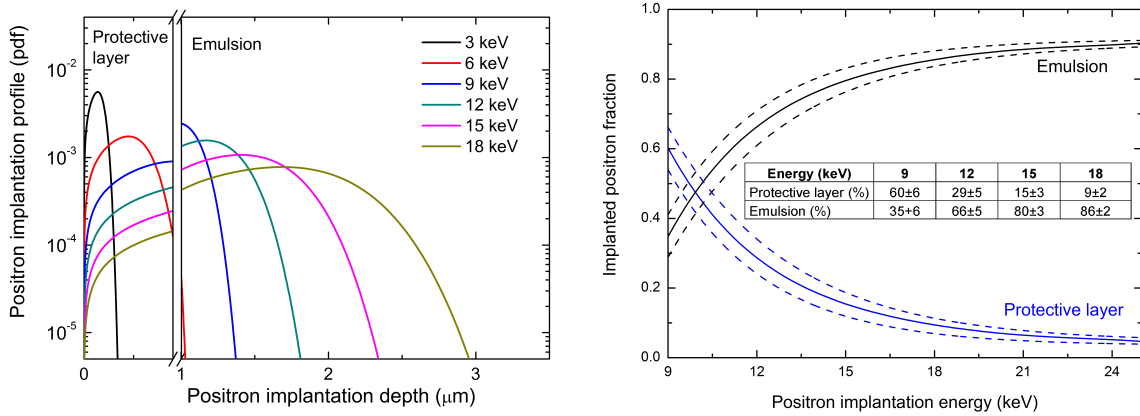 Positron implantation profile (pdf)
10⁻²
10⁻³
10⁻⁴
10⁻⁵
Protective
layer
Emulsion
3 keV
6 keV
9 keV
12 keV
15 keV
18 keV
0 1 2 3
Positron implantation depth (μm)
Implanted positron fraction
1.0
0.8
0.6
0.4
0.2
0.0
Emulsion
Energy (keV) 9 12 15 18
Protective layer (%) 60±6 29±5 15±3 9±2
Emulsion (%) 35+6 66±5 80±3 86±2
Protective layer
9 12 15 18 21 24
Positron implantation energy (keV)